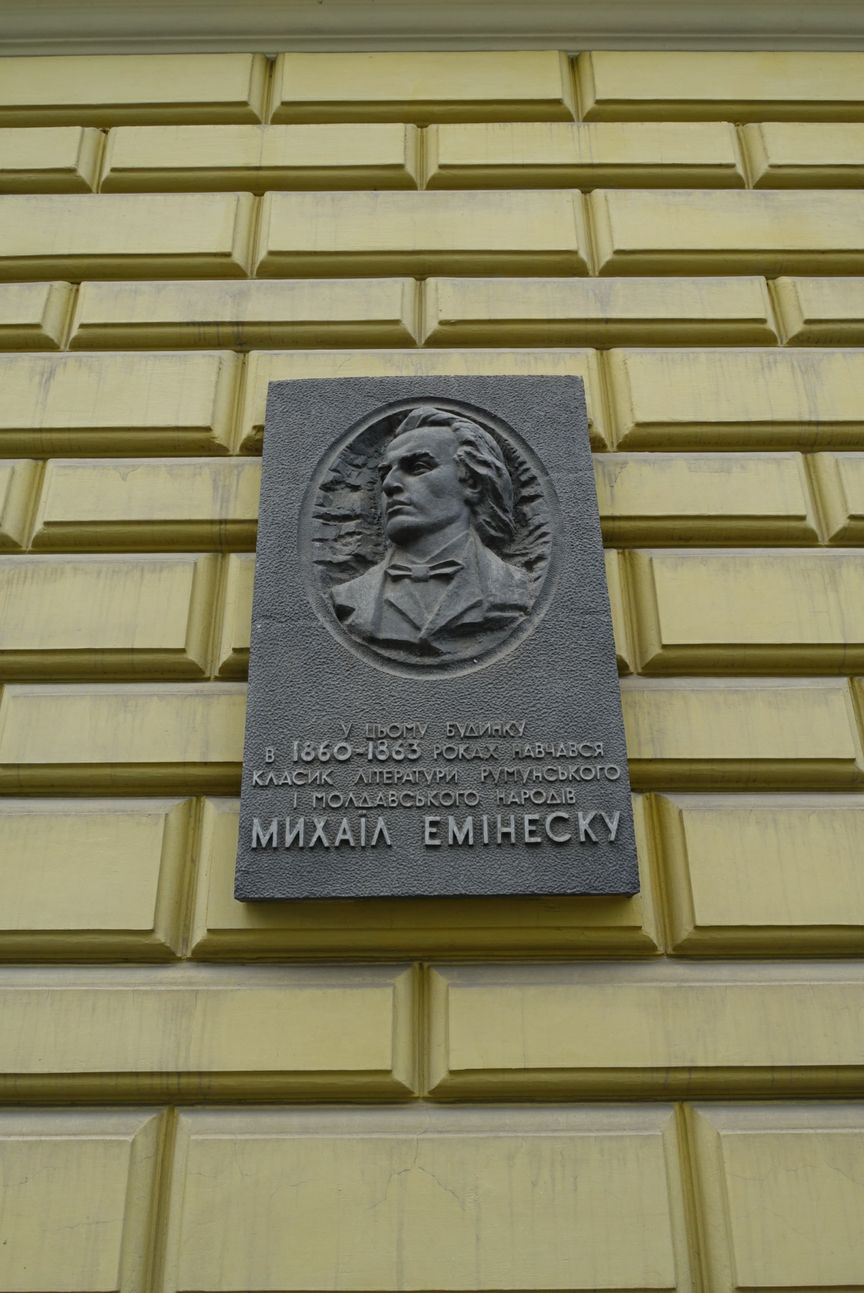 У ЦЬОМУ БУДИНКУ
В 1860-1863 РОКАХ НАВЧАВСЯ
КЛАСИК ЛІТЕРАТУРИ РУМУНСЬКОГО
І МОЛДАВСЬКОГО НАРОДІВ
МИХАЇЛ ЕМІНЕСКУ